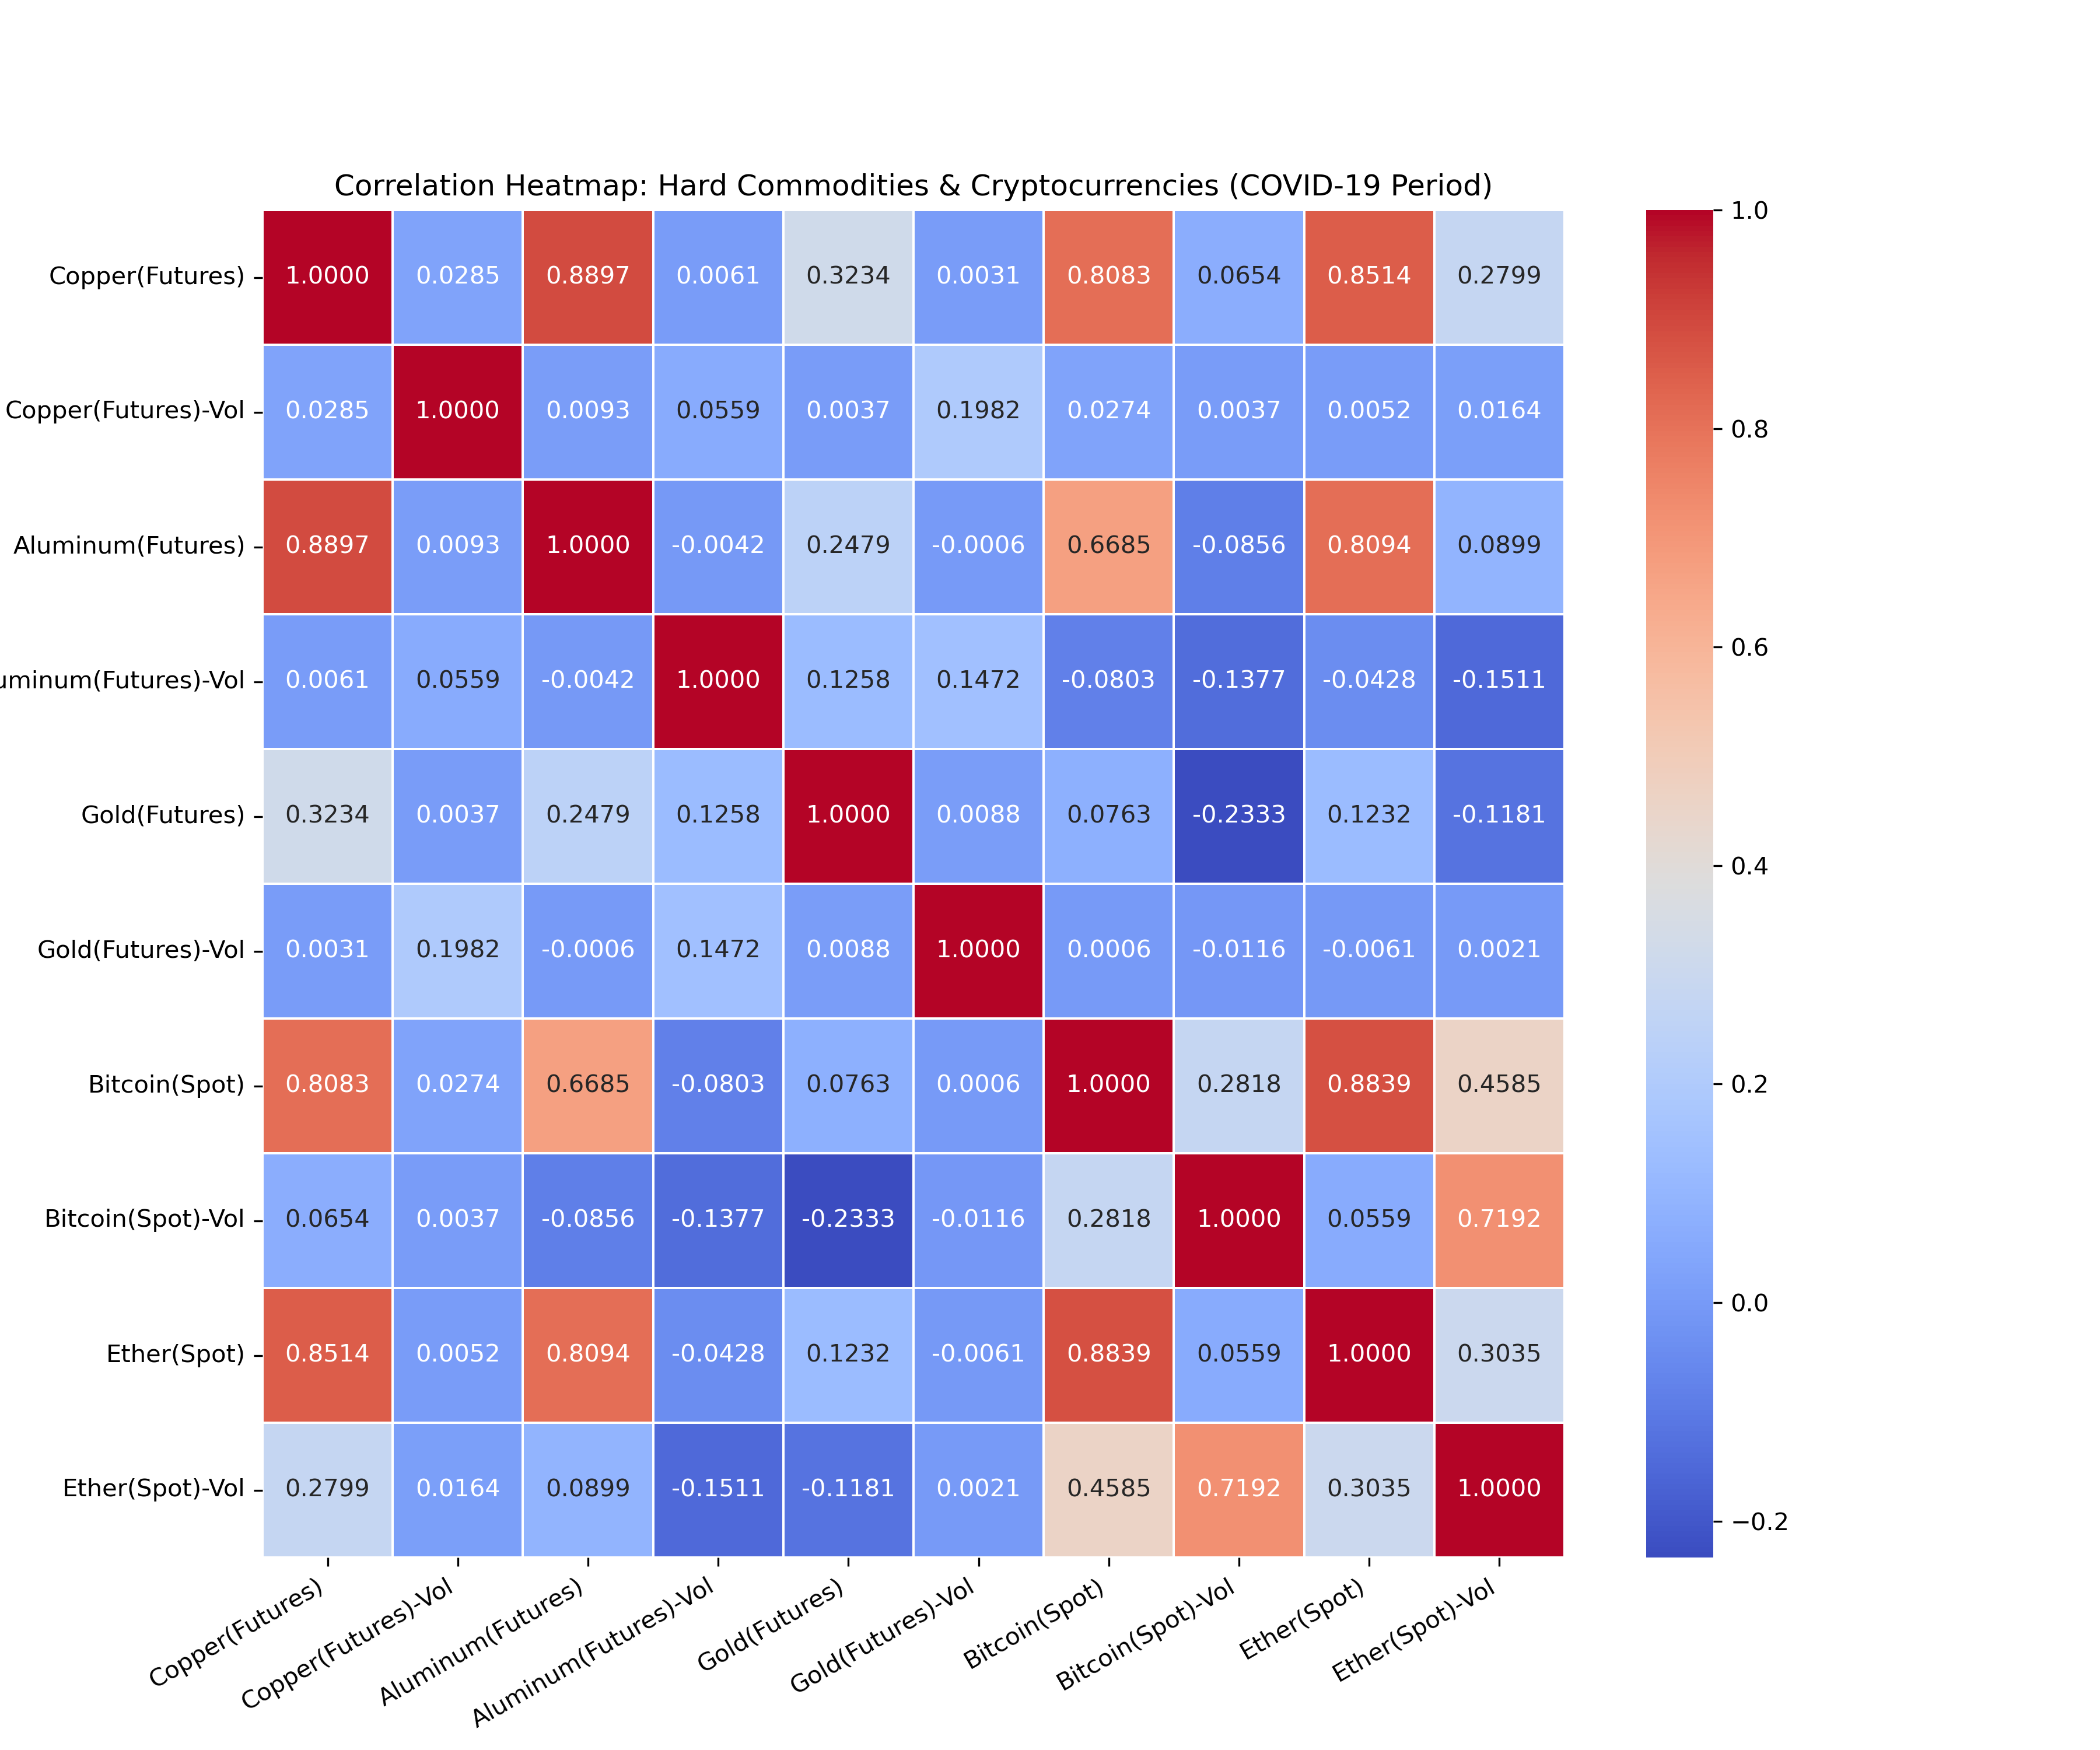 Correlation Heatmap: Hard Commodities & Cryptocurrencies (COVID-19 Period)
Copper(Futures) 1.0000 0.0285 0.8897 0.0061 0.3234 0.0031 0.8083 0.0654 0.8514 0.2799
Copper(Futures)-Vol 0.0285 1.0000 0.0093 0.0559 0.0037 0.1982 0.0274 0.0037 0.0052 0.0164
Aluminum(Futures) 0.8897 0.0093 1.0000 -0.0042 0.2479 -0.0006 0.6685 -0.0856 0.8094 0.0899
uminum(Futures)-Vol 0.0061 0.0559 -0.0042 1.0000 0.1258 0.1472 -0.0803 -0.1377 -0.0428 -0.1511
Gold(Futures) 0.3234 0.0037 0.2479 0.1258 1.0000 0.0088 0.0763 -0.2333 0.1232 -0.1181
Gold(Futures)-Vol 0.0031 0.1982 -0.0006 0.1472 0.0088 1.0000 0.0006 -0.0116 -0.0061 0.0021
Bitcoin(Spot) 0.8083 0.0274 0.6685 -0.0803 0.0763 0.0006 1.0000 0.2818 0.8839 0.4585
Bitcoin(Spot)-Vol 0.0654 0.0037 -0.0856 -0.1377 -0.2333 -0.0116 0.2818 1.0000 0.0559 0.7192
Ether(Spot) 0.8514 0.0052 0.8094 -0.0428 0.1232 -0.0061 0.8839 0.0559 1.0000 0.3035
Ether(Spot)-Vol 0.2799 0.0164 0.0899 -0.1511 -0.1181 0.0021 0.4585 0.7192 0.3035 1.0000
Copper(Futures)
Copper(Futures)-Vol
Aluminum(Futures)
Aluminum(Futures)-Vol
Gold(Futures)
Gold(Futures)-Vol
Bitcoin(Spot)
Bitcoin(Spot)-Vol
Ether(Spot)
Ether(Spot)-Vol
1.0
0.8
0.6
0.4
0.2
0.0
−0.2